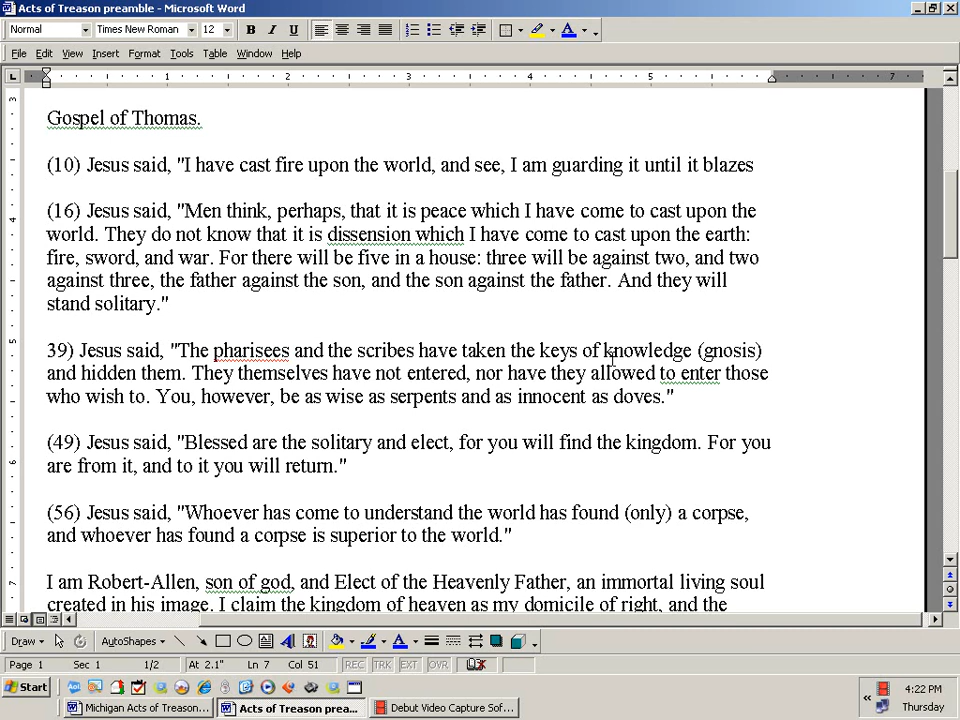 Acts of Treason preamble - Microsoft Word
Normal Times New Roman 12 B I U
File Edit View Insert Format Tools Table Window Help
1 2 3 4 5 7
Gospel of Thomas.
(10) Jesus said, "I have cast fire upon the world, and see, I am guarding it until it blazes
(16) Jesus said, "Men think, perhaps, that it is peace which I have come to cast upon the
world. They do not know that it is dissension which I have come to cast upon the earth:
fire, sword, and war. For there will be five in a house: three will be against two, and two
against three, the father against the son, and the son against the father. And they will
stand solitary."
39) Jesus said, "The pharisees and the scribes have taken the keys of knowledge (gnosis)
and hidden them. They themselves have not entered, nor have they allowed to enter those
who wish to. You, however, be as wise as serpents and as innocent as doves."
(49) Jesus said, "Blessed are the solitary and elect, for you will find the kingdom. For you
are from it, and to it you will return."
(56) Jesus said, "Whoever has come to understand the world has found (only) a corpse,
and whoever has found a corpse is superior to the world."
I am Robert-Allen, son of god, and Elect of the Heavenly Father, an immortal living soul
created in his image. I claim the kingdom of heaven as my domicile of right, and the
Draw AutoShapes
Page 1 Sec 1 1/2 At 2.1" Ln 7 Col 51 REC TRK EXT OVR
Start 4:22 PM
Michigan Acts of Treason... Acts of Treason prea... Debut Video Capture Sof... Thursday